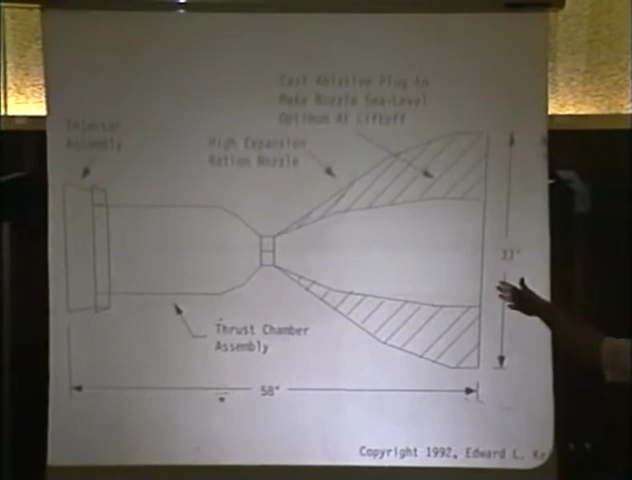 Cast Ablative Plug to
Make Nozzle Sea-Level
Optimum At Liftoff
Injector
Assembly
High Expansion
Ration Nozzle
33"
Thrust Chamber
Assembly
58"
Copyright 1992, Edward L.